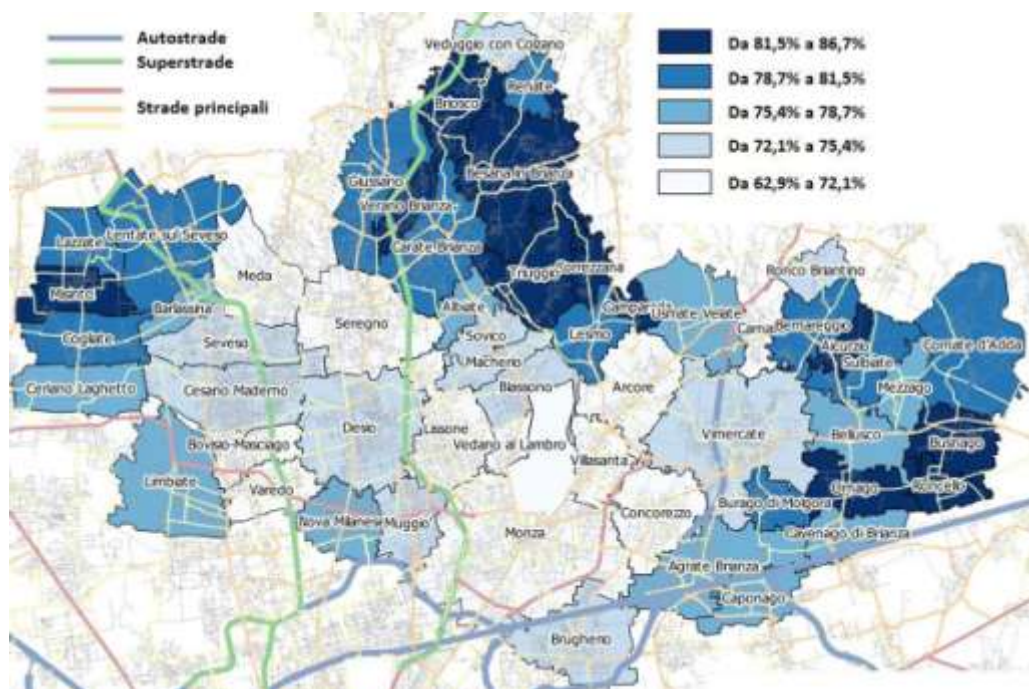 Autostrade
Superstrade
Strade principali
Da 81,5% a 86,7%
Da 78,7% a 81,5%
Da 75,4% a 78,7%
Da 72,1% a 75,4%
Da 62,9% a 72,1%
Veduggio con Colzano
Renate
Briosco
Besana in Brianza
Giussano
Verano Brianza
Carate Brianza
Triuggio
Correzzana
Lazzate
Lentate sul Seveso
Meda
Misinto
Barlassina
Seregno
Albiate
Sovico
Lesmo
Camparada
Usmate Velate
Ronco Briantino
Carna
Bernareggio
Aicurzio
Sulbiate
Cornate d'Adda
Mezzago
Cogliate
Seveso
Macherio
Biassono
Arcore
Ceriano Laghetto
Cesano Maderno
Desio
Lissone
Vedano al Lambro
Villasanta
Vimercate
Bellusco
Busnago
Bovisio-Masciago
Limbiate
Varedo
Nova Milanese
Muggio
Monza
Concorezzo
Burago di Molgora
Ornago
Roncello
Cavenago di Brianza
Agrate Brianza
Caponago
Brugherio